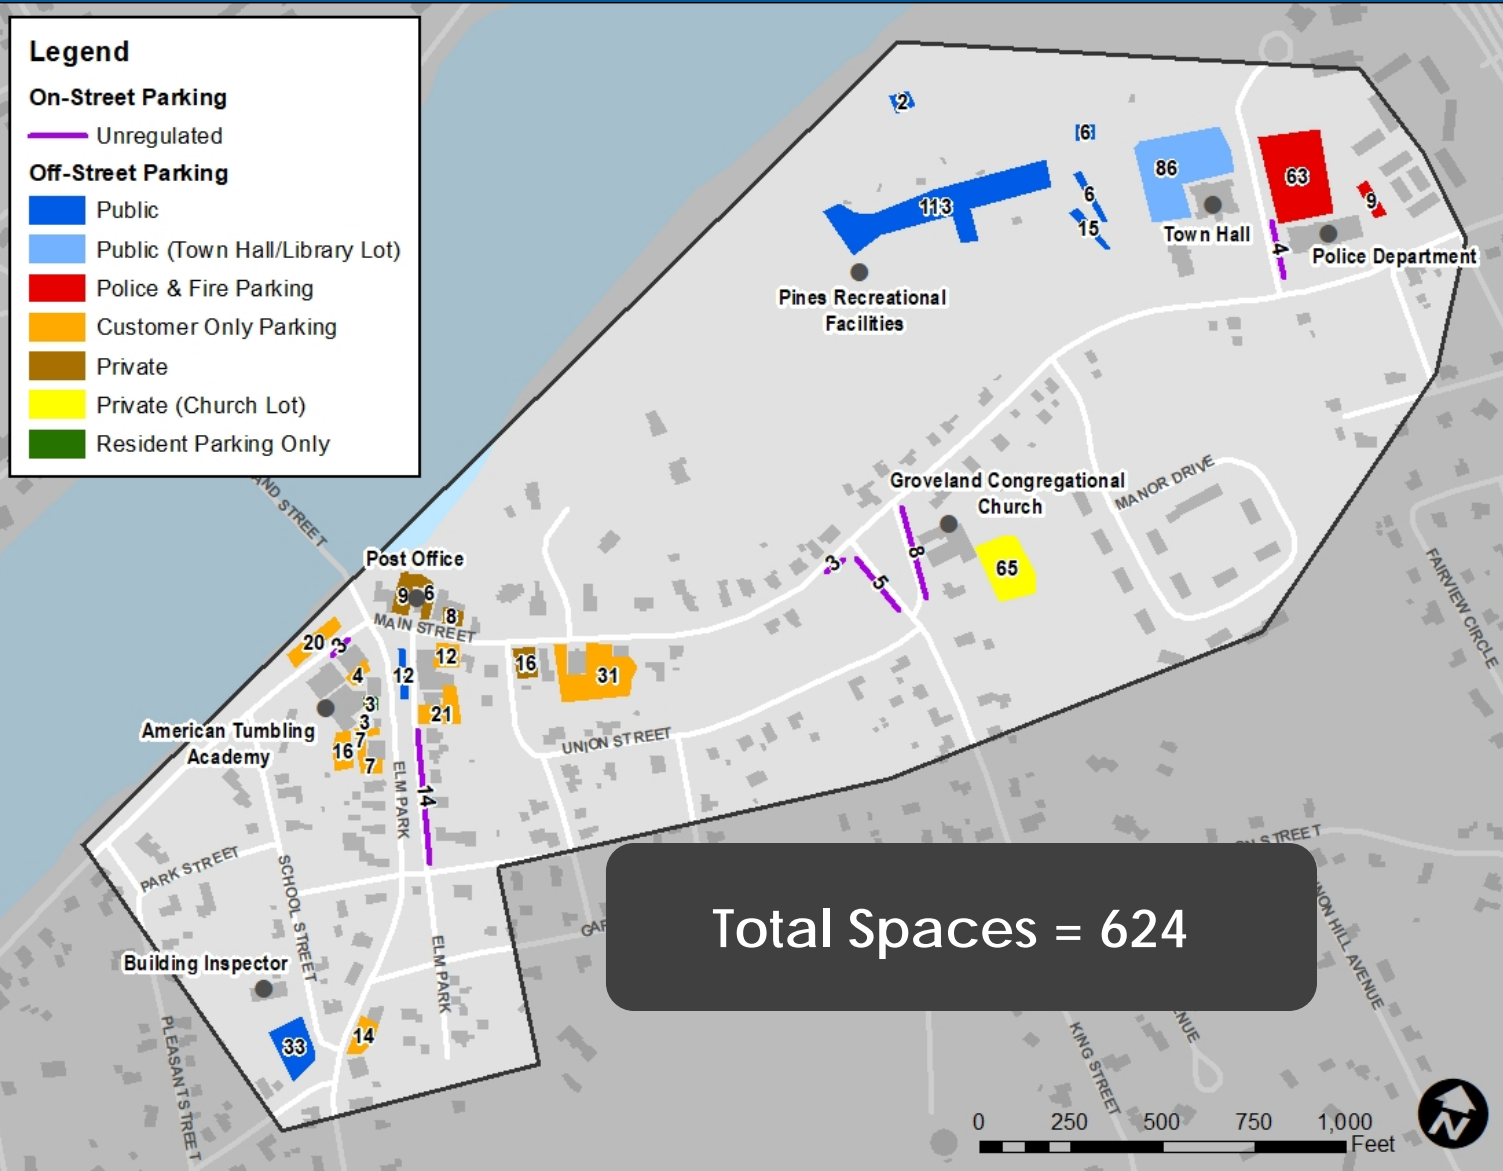 Legend
On-Street Parking
Unregulated
Off-Street Parking
Public
Public (Town Hall/Library Lot)
Police & Fire Parking
Customer Only Parking
Private
Private (Church Lot)
Resident Parking Only
2
6
86
63
9
113
6
15
Town Hall
4
Police Department
Pines Recreational
Facilities
Groveland Congregational
Church
MANOR DRIVE
STREET
Post Office
3
5
8
65
FAIRVIEW CIRCLE
9
6
8
MAIN STREET
20
3
4
12
12
16
31
3
21
3
American Tumbling
Academy
7
16
7
UNION STREET
ELM PARK
14
PARK STREET
SCHOOL STREET
STREET
HILL AVENUE
Total Spaces = 624
ELM PARK
Building Inspector
33
14
PLEASANT STREET
KING STREET
0 250 500 750 1,000
Feet
N